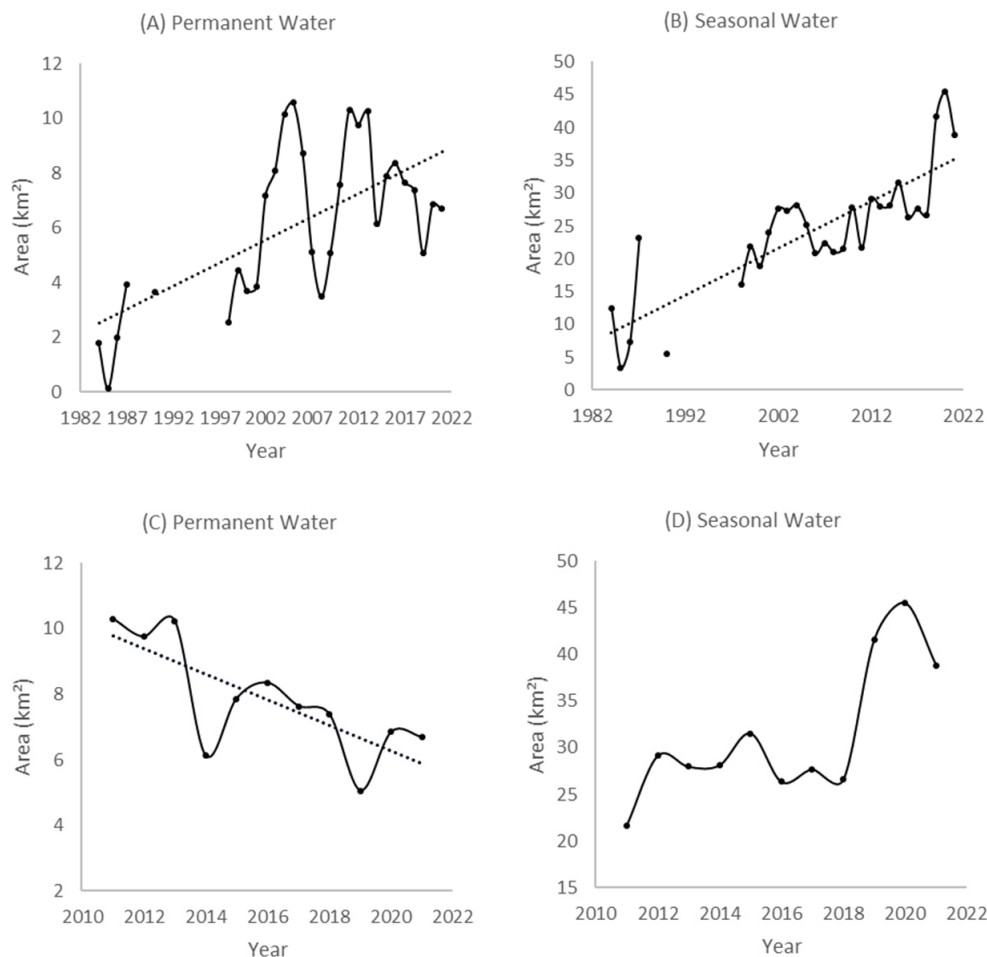 (A) Permanent Water
12
10
8
6
4
2
0
Area (km²)
1982 1987 1992 1997 2002 2007 2012 2017 2022
Year
(B) Seasonal Water
50
45
40
35
30
25
20
15
10
5
0
Area (km²)
1982 1992 2002 2012 2022
Year
(C) Permanent Water
12
10
8
6
4
2
Area (km²)
2010 2012 2014 2016 2018 2020 2022
Year
(D) Seasonal Water
50
45
40
35
30
25
20
15
Area (km²)
2010 2012 2014 2016 2018 2020 2022
Year